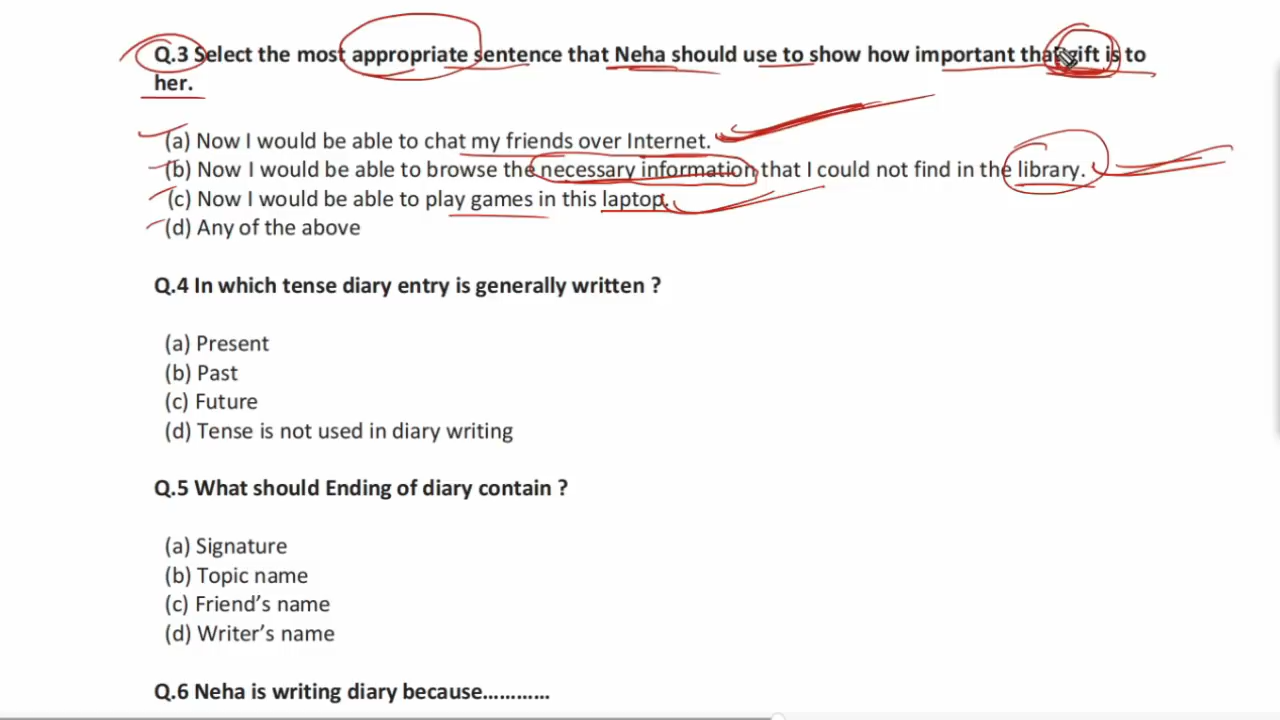 Q.3 Select the most appropriate sentence that Neha should use to show how important that gift is to
her.
(a) Now I would be able to chat my friends over Internet.
(b) Now I would be able to browse the necessary information that I could not find in the library.
(c) Now I would be able to play games in this laptop.
(d) Any of the above
Q.4 In which tense diary entry is generally written ?
(a) Present
(b) Past
(c) Future
(d) Tense is not used in diary writing
Q.5 What should Ending of diary contain ?
(a) Signature
(b) Topic name
(c) Friend’s name
(d) Writer’s name
Q.6 Neha is writing diary because…………